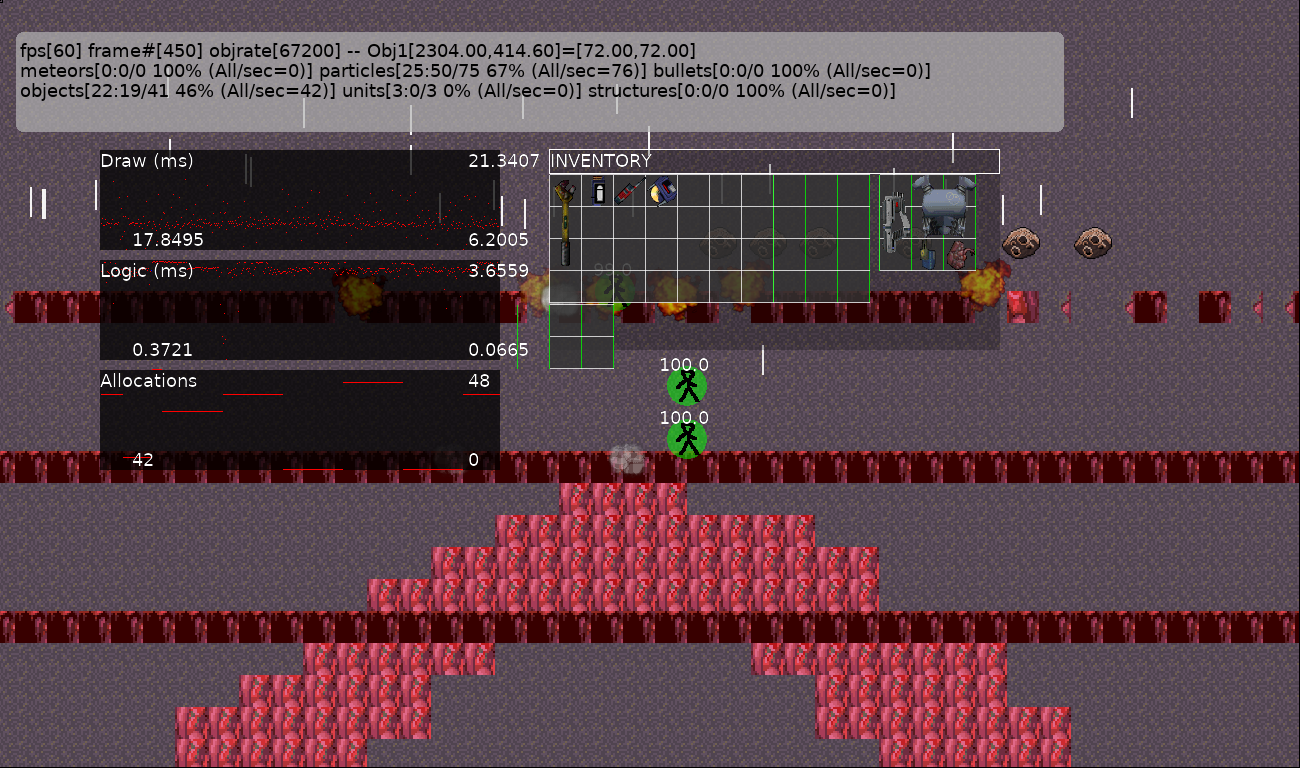 fps[60] frame#[450] objrate[67200] -- Obj1[2304.00,414.60]=[72.00,72.00]
meteors[0:0/0 100% (All/sec=0)] particles[25:50/75 67% (All/sec=76)] bullets[0:0/0 100% (All/sec=0)]
objects[22:19/41 46% (All/sec=42)] units[3:0/3 0% (All/sec=0)] structures[0:0/0 100% (All/sec=0)]
Draw (ms) 21.3407
17.8495 6.2005
INVENTORY
Logic (ms) 3.6559
0.3721 0.0665
Allocations 48
42 0
100.0
100.0